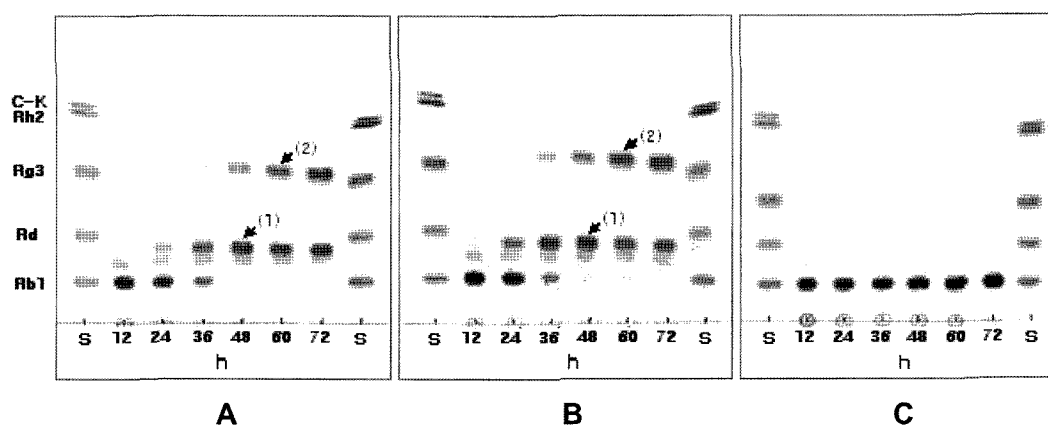 C-K
Rh2
Rg3
Rd
Rb1
(2)
(1)
S 12 24 36 48 60 72 S
h
(2)
(1)
S 12 24 36 48 60 72 S
h
S 12 24 36 48 60 72 S
h
A B C